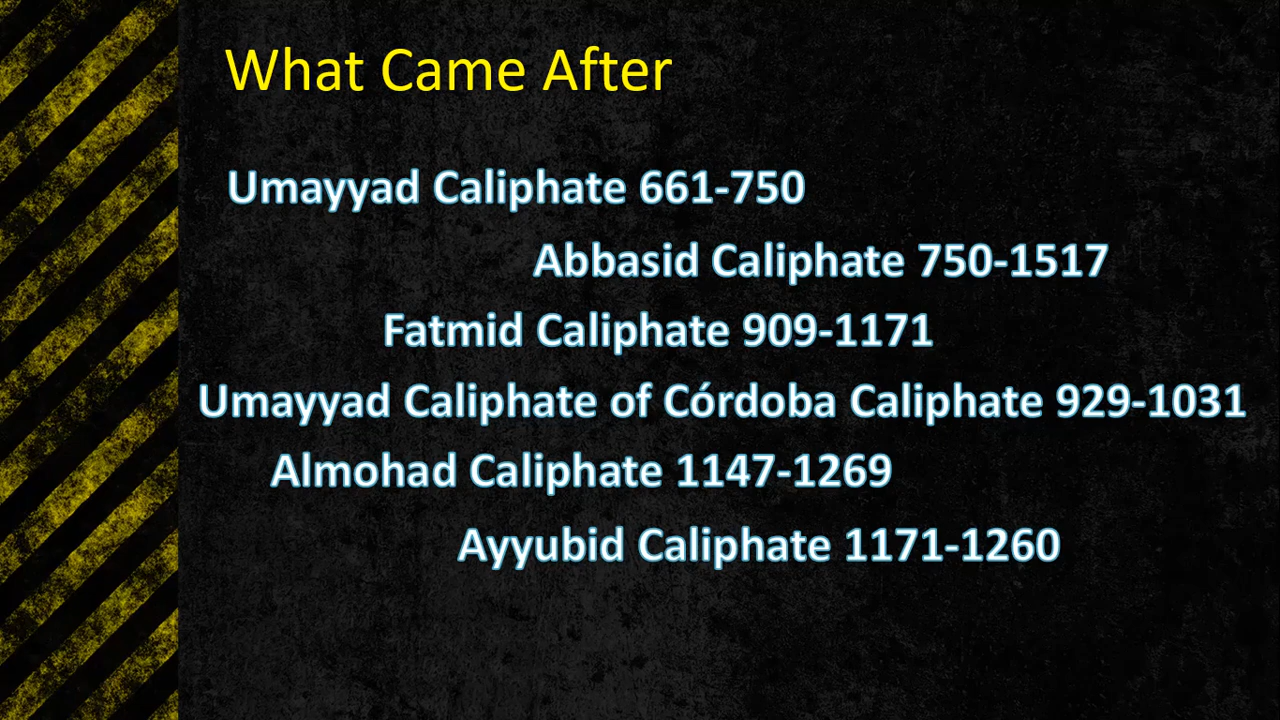 What Came After
Umayyad Caliphate 661-750
Abbasid Caliphate 750-1517
Fatmid Caliphate 909-1171
Umayyad Caliphate of Córdoba Caliphate 929-1031
Almohad Caliphate 1147-1269
Ayyubid Caliphate 1171-1260